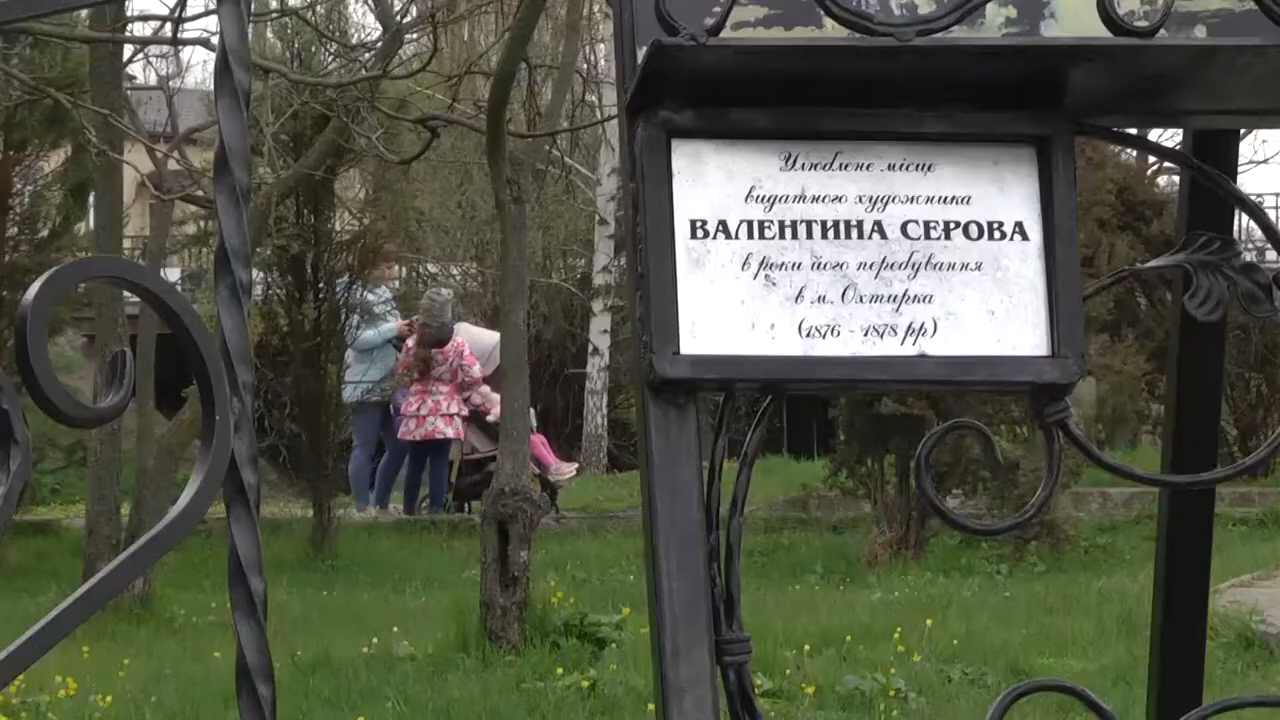 Улюблене місце
видатного художника
ВАЛЕНТИНА СЕРОВА
в роки його перебування
в м. Охтирка
(1876 - 1878 рр)